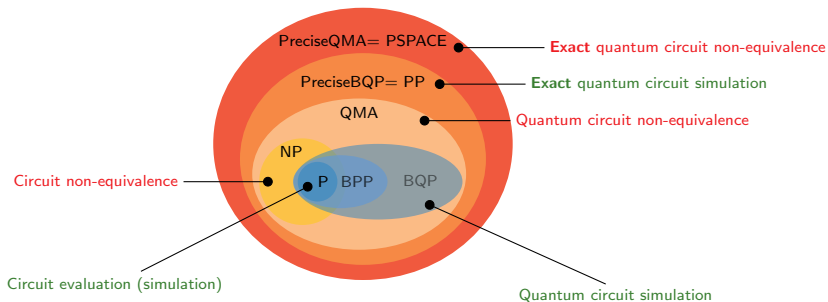 PreciseQMA= PSPACE
Exact quantum circuit non-equivalence
PreciseBQP= PP
Exact quantum circuit simulation
QMA
Quantum circuit non-equivalence
NP
Circuit non-equivalence
P
BPP
BQP
Circuit evaluation (simulation)
Quantum circuit simulation